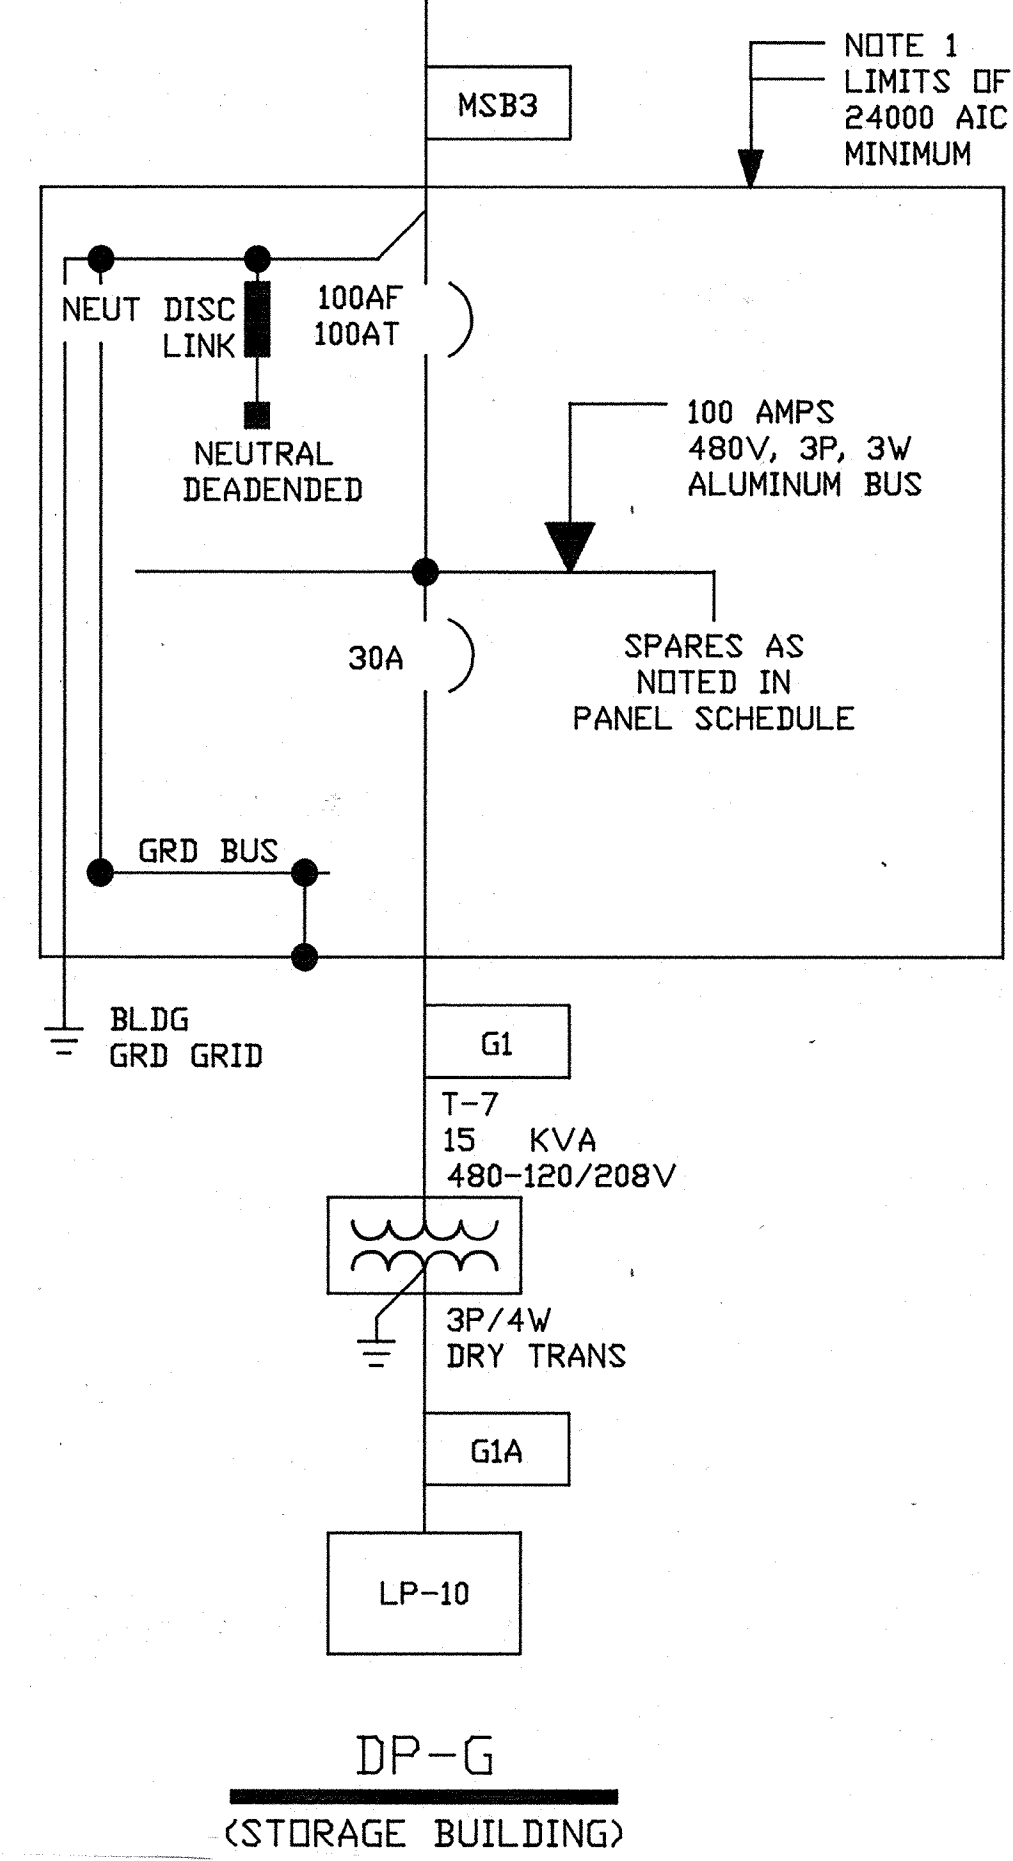 MSB3
NOTE 1
LIMITS OF
24000 AIC
MINIMUM
NEUT DISC
LINK
100AF
100AT
NEUTRAL
DEADENDED
100 AMPS
480V, 3P, 3W
ALUMINUM BUS
30A
SPARES AS
NOTED IN
PANEL SCHEDULE
GRD BUS
BLDG
GRD GRID
G1
T-7
15 KVA
480-120/208V
3P/4W
DRY TRANS
G1A
LP-10
DP-G
(STORAGE BUILDING)